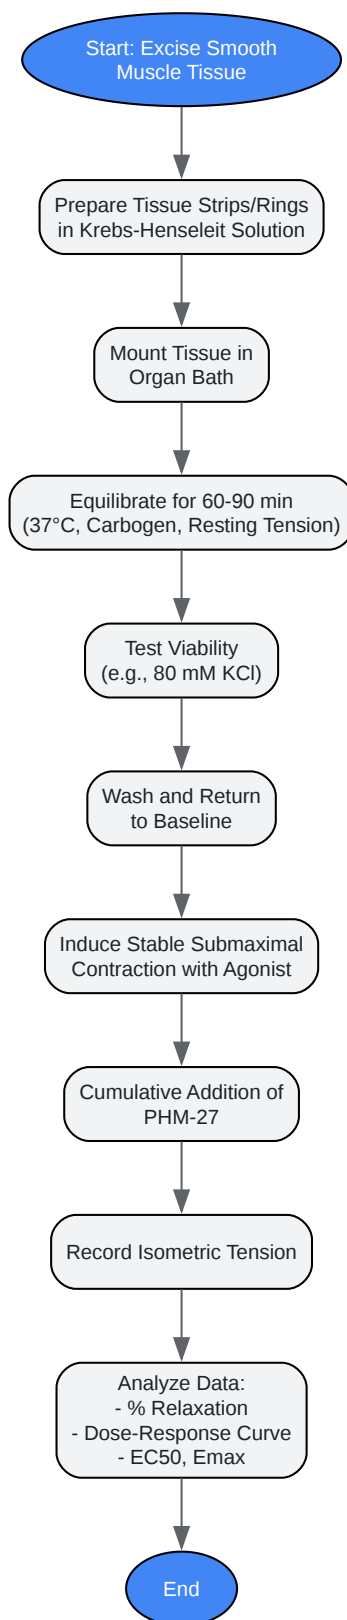 Start: Excise Smooth
Muscle Tissue
Prepare Tissue Strips/Rings
in Krebs-Henseleit Solution
Mount Tissue in
Organ Bath
Equilibrate for 60-90 min
(37°C, Carbogen, Resting Tension)
Test Viability
(e.g., 80 mM KCl)
Wash and Return
to Baseline
Induce Stable Submaximal
Contraction with Agonist
Cumulative Addition of
PHM-27
Record Isometric Tension
Analyze Data:
- % Relaxation
- Dose-Response Curve
- EC50, Emax
End